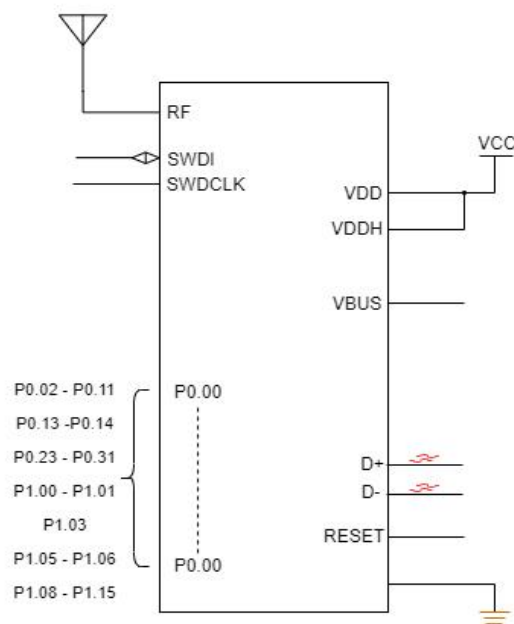 RF
SWDI
SWDCLK
VCC
VDD
VDDH
VBUS
P0.02 - P0.11
P0.00
P0.13 -P0.14
P0.23 - P0.31
P1.00 - P1.01
P1.03
P1.05 - P1.06
P0.00
P1.08 - P1.15
D+
D-
RESET